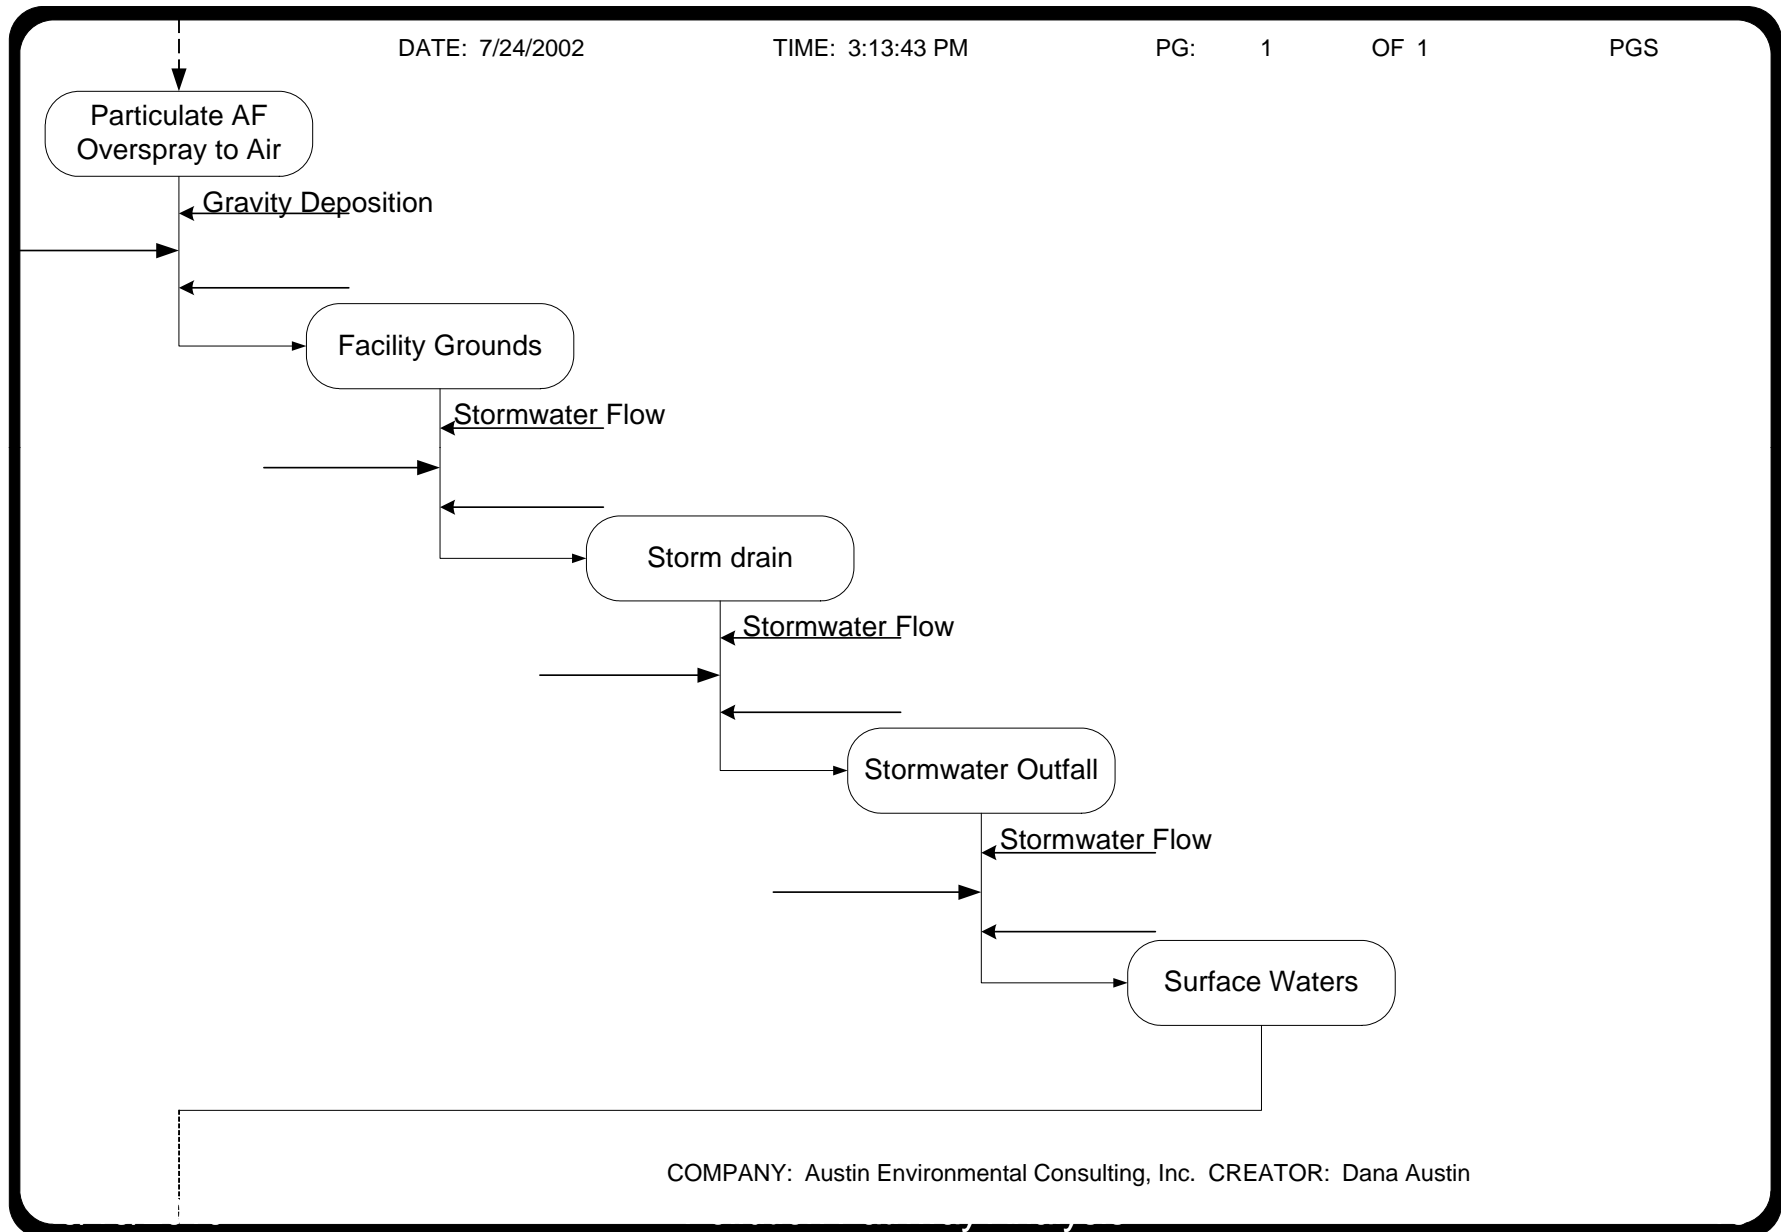 DATE: 7/24/2002 TIME: 3:13:43 PM PG: 1 OF 1 PGS
Particulate AF
Overspray to Air
Gravity Deposition
Facility Grounds
Stormwater Flow
Storm drain
Stormwater Flow
Stormwater Outfall
Stormwater Flow
Surface Waters
COMPANY: Austin Environmental Consulting, Inc. CREATOR: Dana Austin